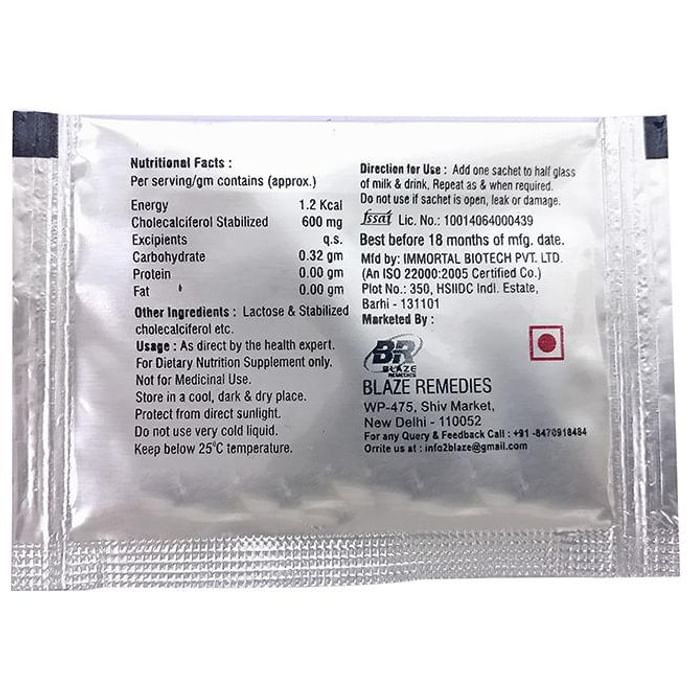 Nutritional Facts :
Per serving/gm contains (approx.)
Energy 1.2 Kcal
Cholecalciferol Stabilized 600 mg
Excipients q.s.
Carbohydrate 0.32 gm
Protein 0.00 gm
Fat 0.00 gm
Other Ingredients : Lactose & Stabilized
cholecalciferol etc.
Usage : As direct by the health expert.
For Dietary Nutrition Supplement only.
Not for Medicinal Use.
Store in a cool, dark & dry place.
Protect from direct sunlight.
Do not use very cold liquid.
Keep below 25°C temperature.
Direction for Use : Add one sachet to half glass
of milk & drink, Repeat as & when required.
Do not use if sachet is open, leak or damage.
fssai Lic. No.: 10014064000439
Best before 18 months of mfg. date.
Mfd by: IMMORTAL BIOTECH PVT. LTD.
(An ISO 22000:2005 Certified Co.)
Plot No.: 350, HSIIDC Indl. Estate,
Barhi - 131101
Marketed By :
BR
BLAZE
REMEDIES
BLAZE REMEDIES
WP-475, Shiv Market,
New Delhi - 110052
For any Query & Feedback Call : +91 -8470918484
Orrite us at : info2blaze@gmail.com